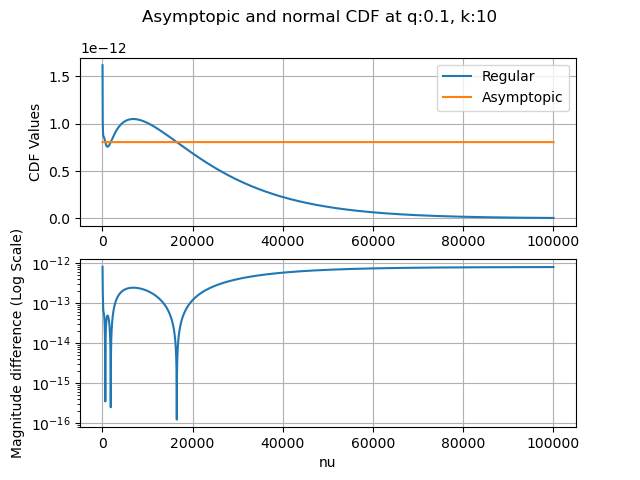 Asymptopic and normal CDF at q:0.1, k:10
1e−12
Regular
Asymptopic
CDF Values
1.5
1.0
0.5
0.0
0 20000 40000 60000 80000 100000
Magnitude difference (Log Scale)
10⁻¹²
10⁻¹³
10⁻¹⁴
10⁻¹⁵
10⁻¹⁶
0 20000 40000 60000 80000 100000
nu